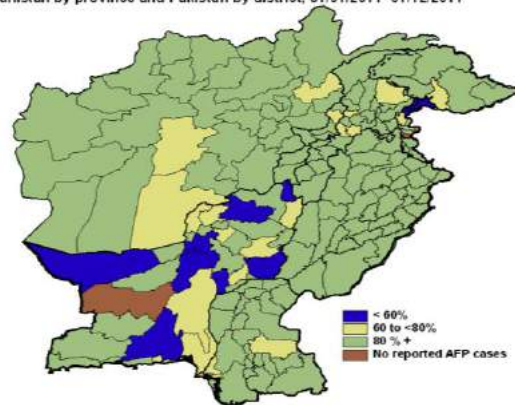 by province and Pakistan by district,
< 60%
60 to <80%
80 % +
No reported AFP cases